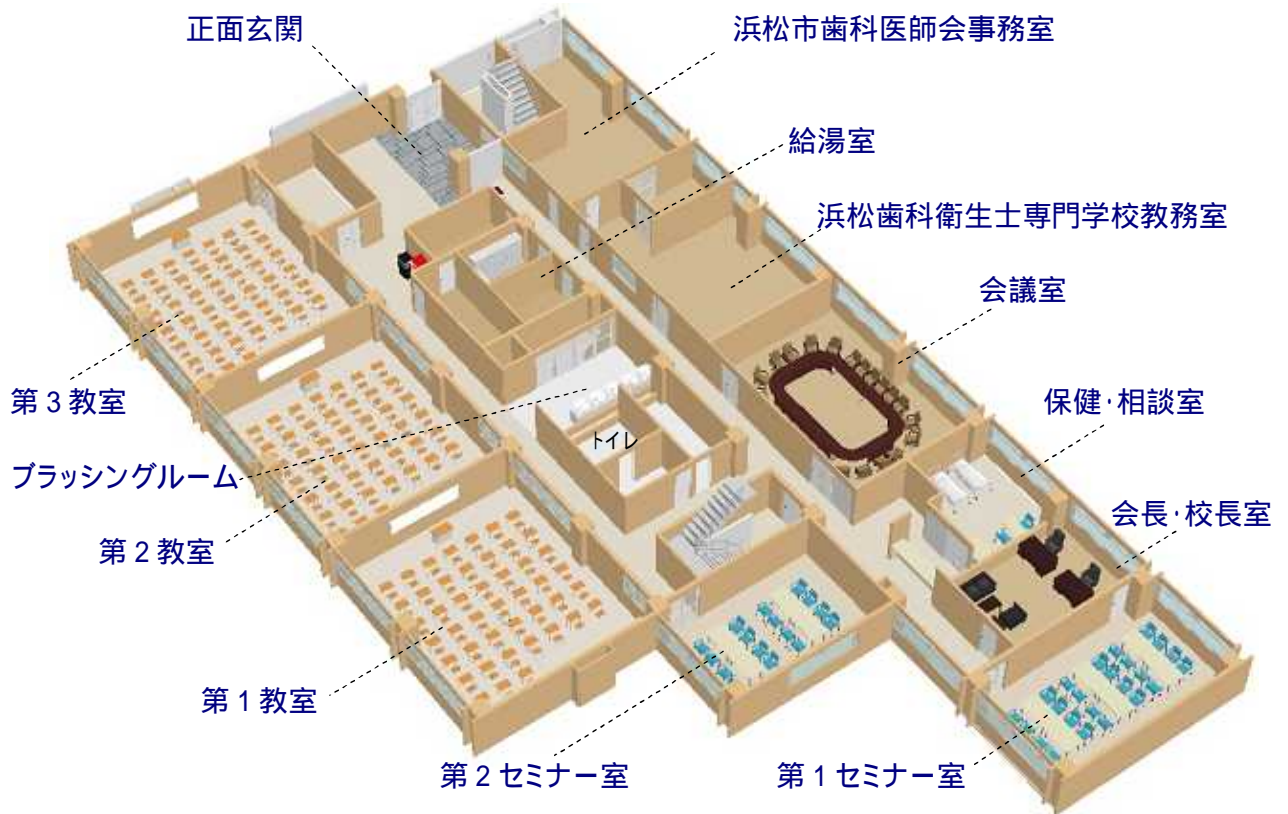 正面玄関
浜松市歯科医師会事務室
給湯室
浜松歯科衛生士専門学校教務室
会議室
保健・相談室
会長・校長室
第３教室
ブラッシングルーム
トイレ
第２教室
第１教室
第２セミナー室
第１セミナー室